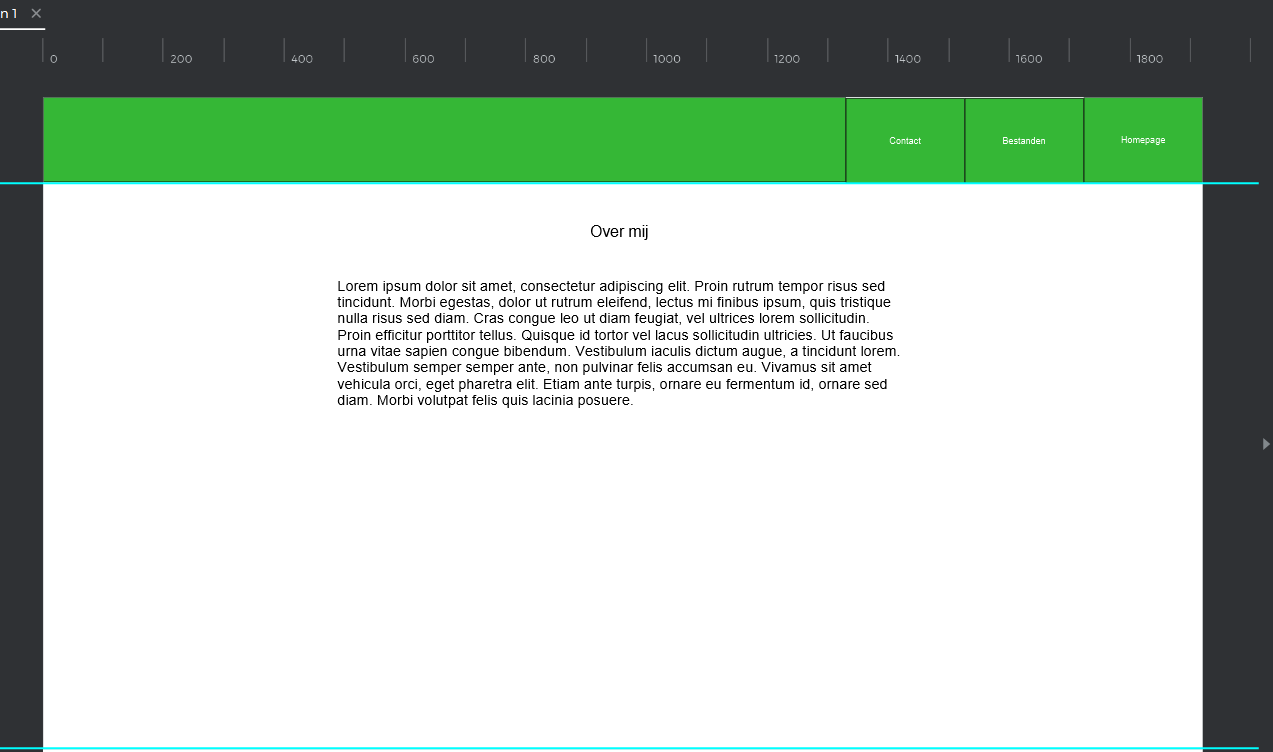 n 1
0 200 400 600 800 1000 1200 1400 1600 1800
Contact Bestanden Homepage
Over mij
Lorem ipsum dolor sit amet, consectetur adipiscing elit. Proin rutrum tempor risus sed
tincidunt. Morbi egestas, dolor ut rutrum eleifend, lectus mi finibus ipsum, quis tristique
nulla risus sed diam. Cras congue leo ut diam feugiat, vel ultrices lorem sollicitudin.
Proin efficitur porttitor tellus. Quisque id tortor vel lacus sollicitudin ultricies. Ut faucibus
urna vitae sapien congue bibendum. Vestibulum iaculis dictum augue, a tincidunt lorem.
Vestibulum semper semper ante, non pulvinar felis accumsan eu. Vivamus sit amet
vehicula orci, eget pharetra elit. Etiam ante turpis, ornare eu fermentum id, ornare sed
diam. Morbi volutpat felis quis lacinia posuere.